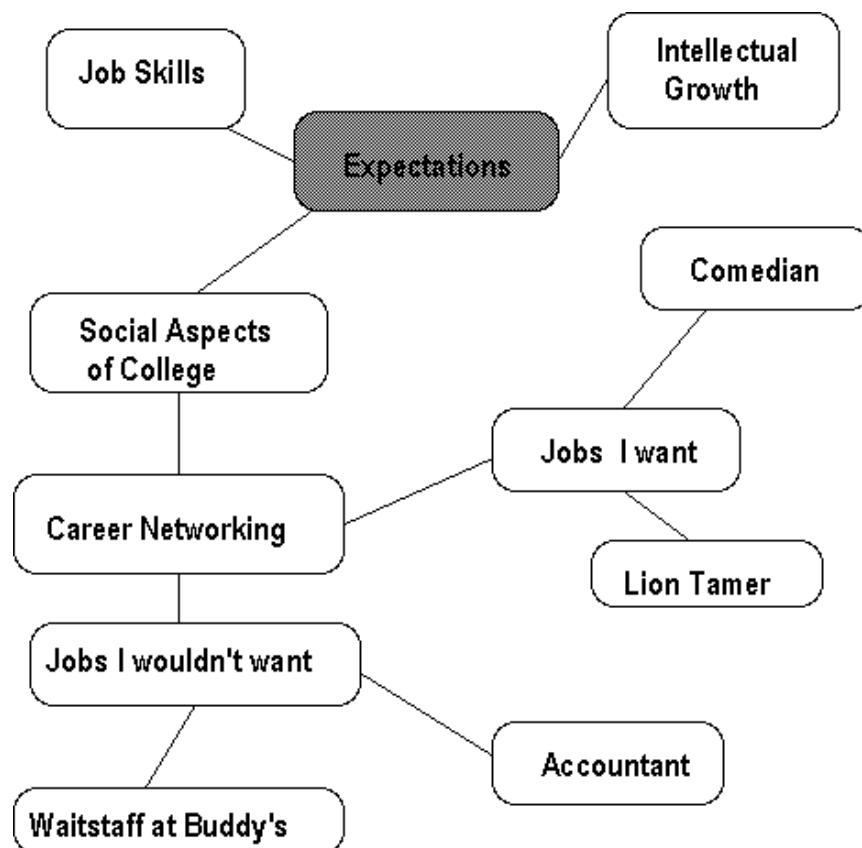 Job Skills
Intellectual
Growth
Expectations
Comedian
Social Aspects
of College
Jobs I want
Career Networking
Lion Tamer
Jobs I wouldn't want
Accountant
Waitstaff at Buddy's